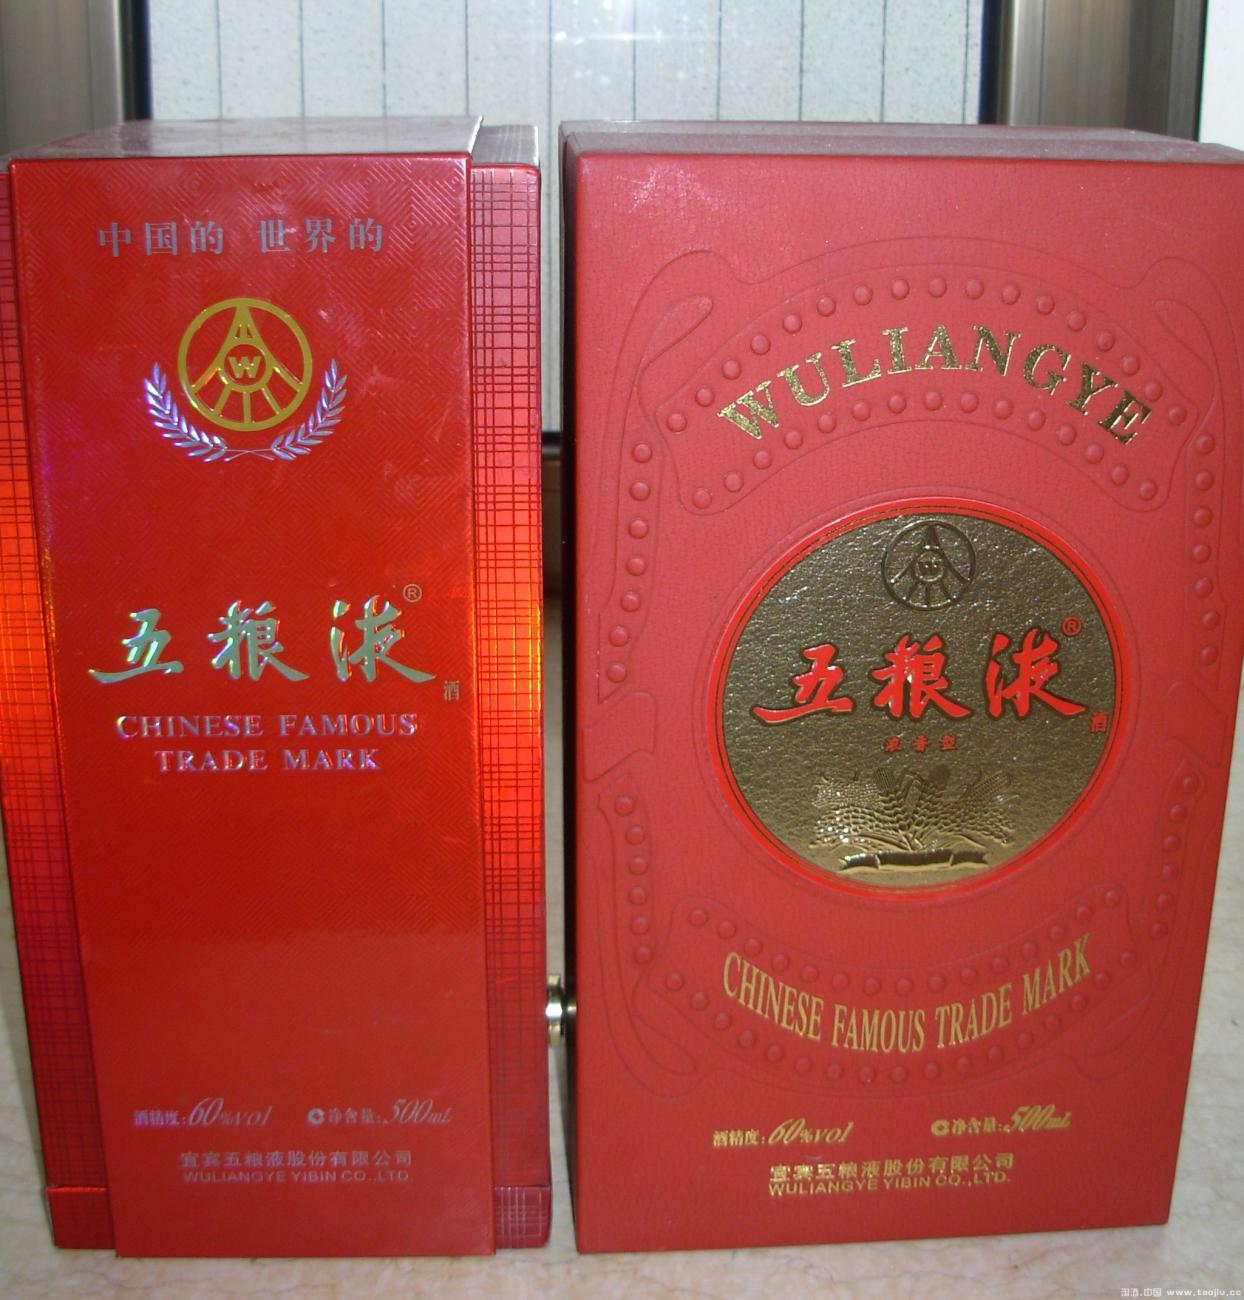 中国的 世界的
W
五粮液®
酒
CHINESE FAMOUS
TRADE MARK
酒精度:60%vol 净含量:500mL
宜宾五粮液股份有限公司
WULIANGYE YIBIN CO.,LTD.
WULIANGYE
W
五粮液®
酒
浓香型
CHINESE FAMOUS TRADE MARK
酒精度:60%vol 净含量:500mL
宜宾五粮液股份有限公司
WULIANGYE YIBIN CO.,LTD.
www.taojiu.cc